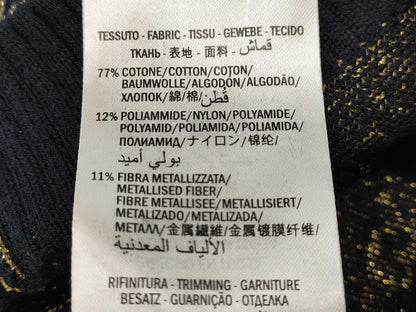 TESSUTO - FABRIC - TISSU - GEWEBE - TECIDO
ТКАНЬ - 表地 - 面料 - قماش
77% COTONE/COTTON/COTON/
BAUMWOLLE/ALGODÓN/ALGODÃO/
ХЛОПОК/綿/棉/قطن
12% POLIAMMIDE/NYLON/POLYAMIDE/
POLYAMID/POLIAMIDA/POLIAMIDA/
ПОЛИАМИД/ナイロン/锦纶/
بولي أميد
11% FIBRA METALLIZZATA/
METALLISED FIBER/
FIBRE METALLISEE/METALLISIERT/
METALIZADO/METALIZADA/
МЕТАЛЛ/金属繊維/金属镀膜纤维/
الألياف المعدنية
RIFINITURA - TRIMMING - GARNITURE
BESATZ - GUARNIÇÃO - ОТДЕЛКА